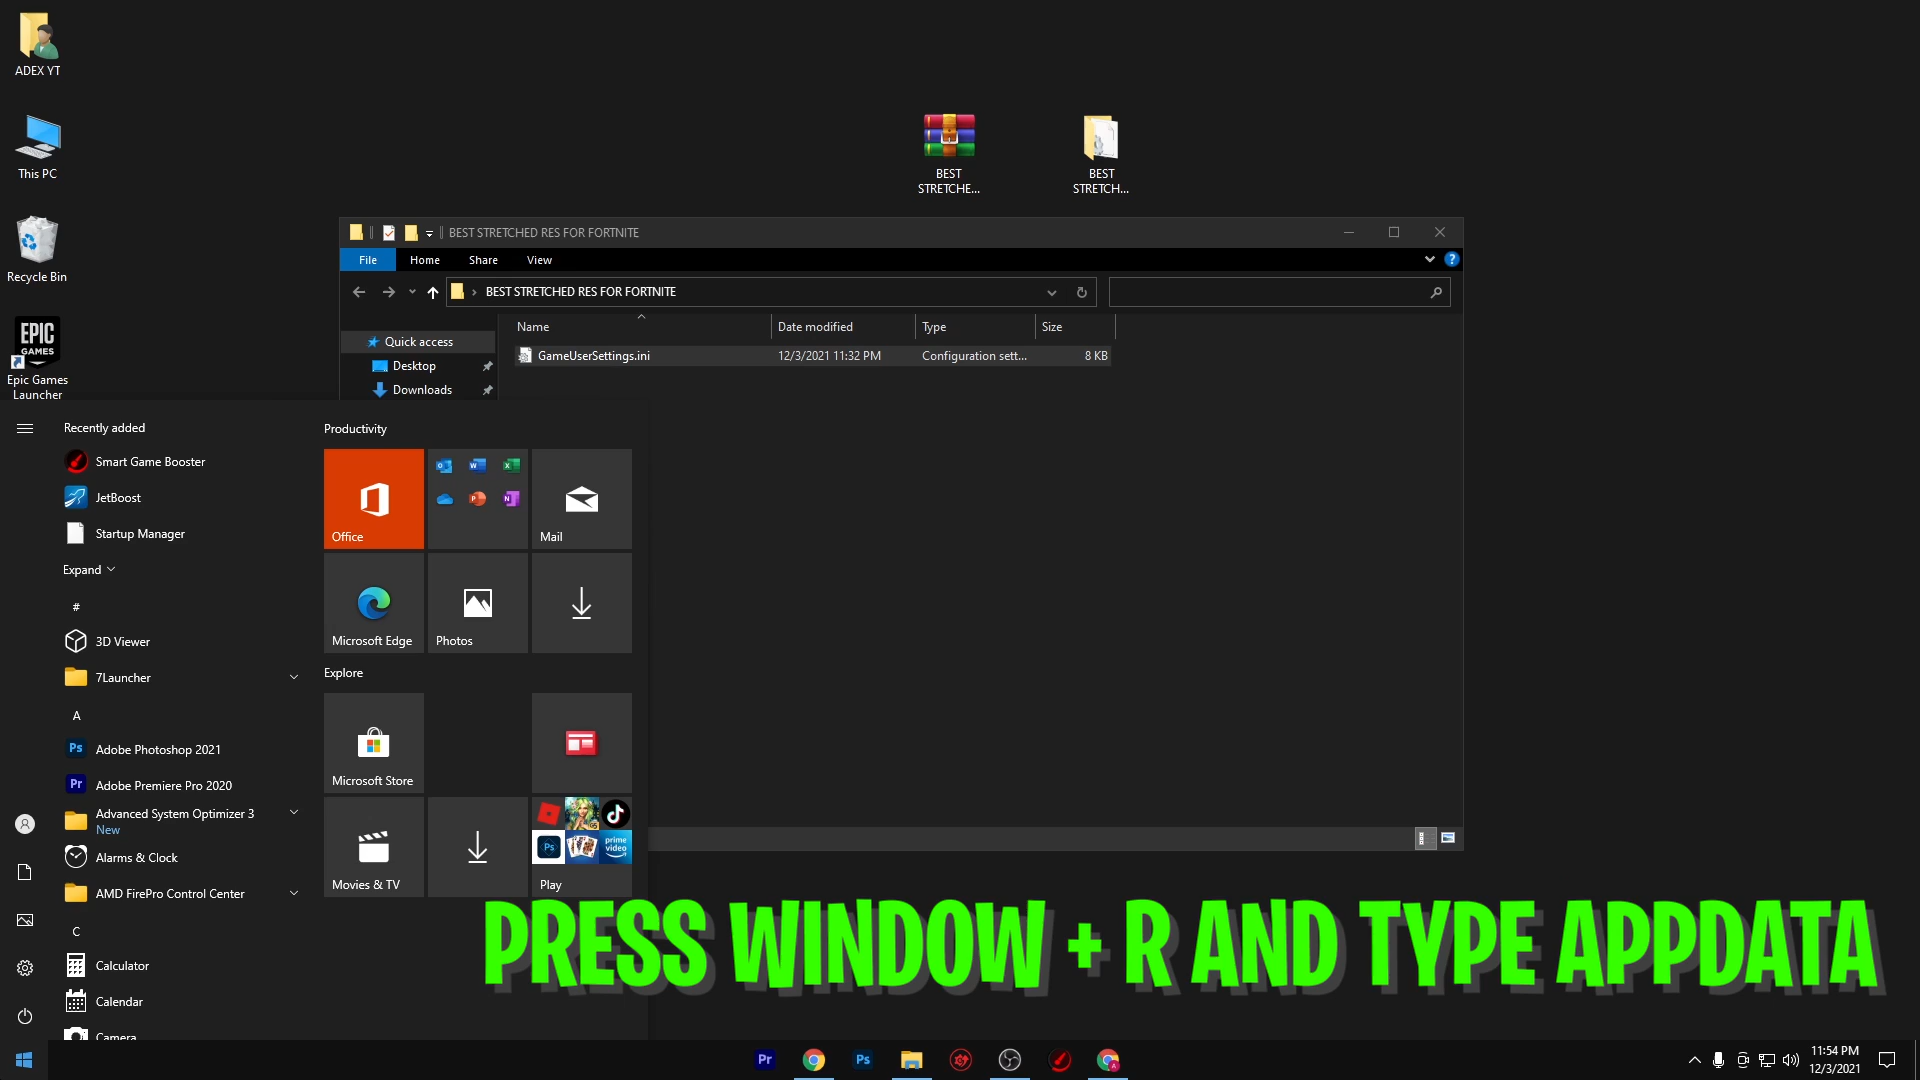 ADEX YT
This PC
Recycle Bin
EPIC
GAMES
Epic Games
Launcher
BEST
STRETCHE...
BEST
STRETCH...
BEST STRETCHED RES FOR FORTNITE
File Home Share View
BEST STRETCHED RES FOR FORTNITE
Name Date modified Type Size
Quick access
GameUserSettings.ini 12/3/2021 11:32 PM Configuration sett... 8 KB
Desktop
Downloads
Recently added
Smart Game Booster
JetBoost
Startup Manager
Expand
#
3D Viewer
7Launcher
A
Ps Adobe Photoshop 2021
Pr Adobe Premiere Pro 2020
Advanced System Optimizer 3
New
Alarms & Clock
AMD FirePro Control Center
C
Calculator
Calendar
Camera
Productivity
Office
Mail
Microsoft Edge
Photos
Explore
Microsoft Store
Movies & TV
Ps
prime video
Play
PRESS WINDOW + R AND TYPE APPDATA
Pr
Ps
11:54 PM
12/3/2021